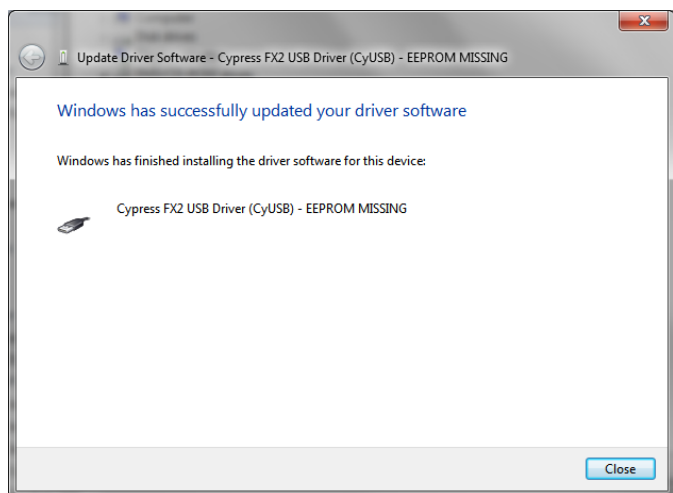 Update Driver Software - Cypress FX2 USB Driver (CyUSB) - EEPROM MISSING
Windows has successfully updated your driver software
Windows has finished installing the driver software for this device:
Cypress FX2 USB Driver (CyUSB) - EEPROM MISSING
Close